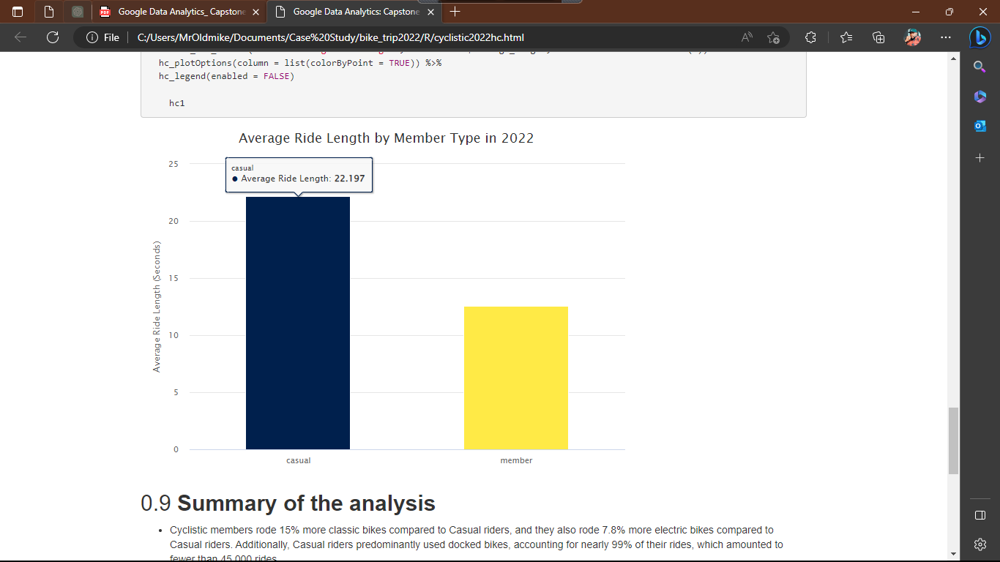 Google Data Analytics_ Capstone
Google Data Analytics: Capstone
File
C:/Users/MrOldmike/Documents/Case%20Study/bike_trip2022/R/cyclistic2022hc.html
hc_plotOptions(column = list(colorByPoint = TRUE)) %>%
hc_legend(enabled = FALSE)
hc1
Average Ride Length by Member Type in 2022
casual
● Average Ride Length: 22.197
Average Ride Length (Seconds)
25
20
15
10
5
0
casual
member
0.9 Summary of the analysis
• Cyclistic members rode 15% more classic bikes compared to Casual riders, and they also rode 7.8% more electric bikes compared to
Casual riders. Additionally, Casual riders predominantly used docked bikes, accounting for nearly 99% of their rides, which amounted to
fewer than 45,000 rides.